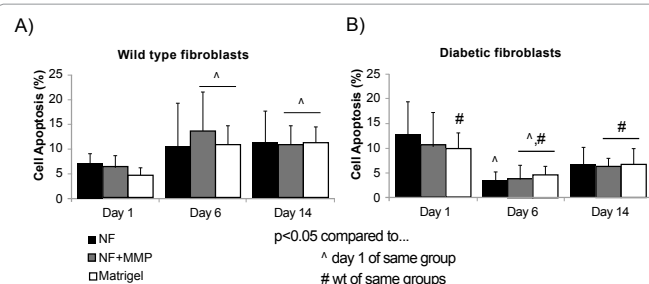 A)
Wild type fibroblasts
Cell Apoptosis (%)
25
20
15
10
5
0
^
^
Day 1
Day 6
Day 14
B)
Diabetic fibroblasts
Cell Apoptosis (%)
25
20
15
10
5
0
#
^
^,#
#
Day 1
Day 6
Day 14
NF
NF+MMP
Matrigel
p<0.05 compared to...
^ day 1 of same group
# wt of same groups